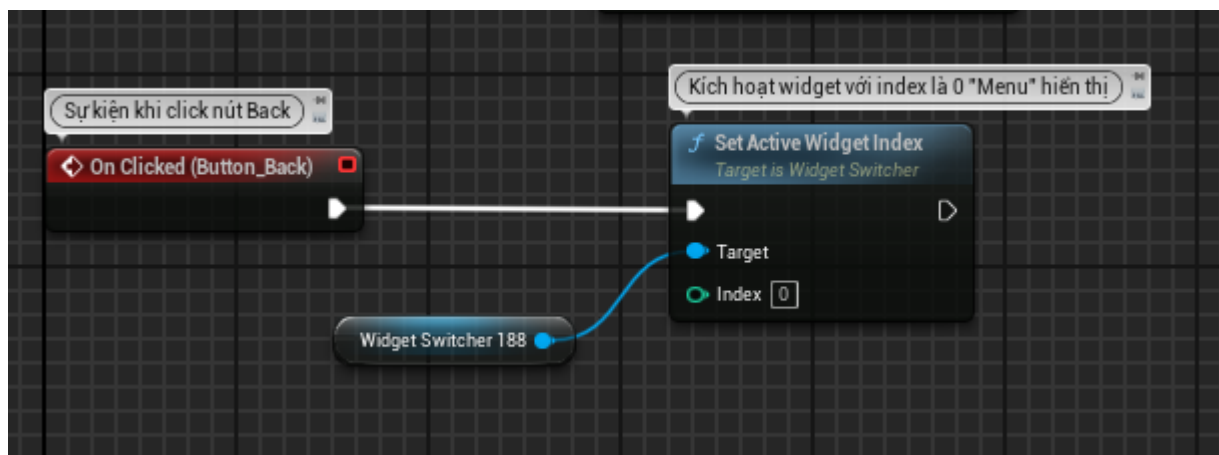 Sự kiện khi click nút Back
On Clicked (Button_Back)
Kích hoạt widget với index là 0 "Menu" hiển thị
f Set Active Widget Index
Target is Widget Switcher
Target
Index 0
Widget Switcher 188